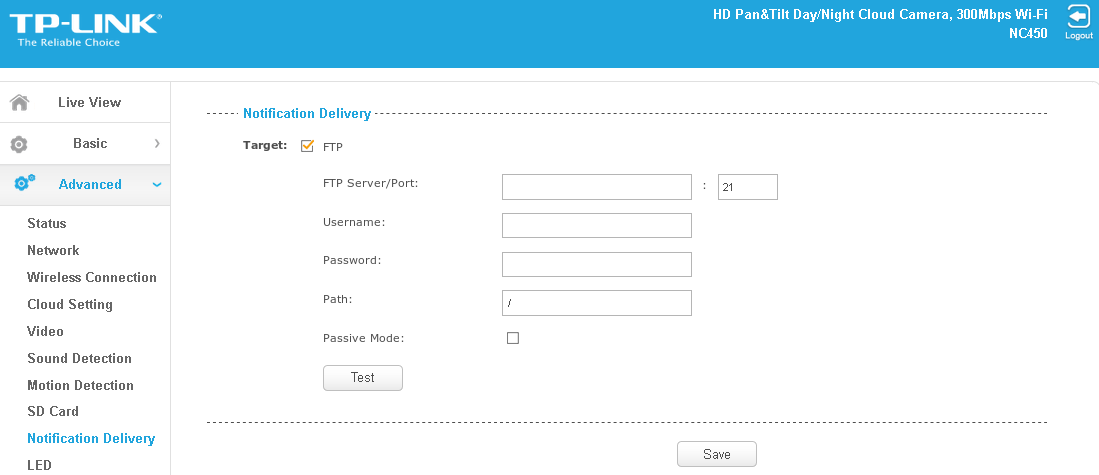 TP-LINK®
The Reliable Choice
HD Pan&Tilt Day/Night Cloud Camera, 300Mbps Wi-Fi
NC450
Logout
Live View
Basic
Advanced
Status
Network
Wireless Connection
Cloud Setting
Video
Sound Detection
Motion Detection
SD Card
Notification Delivery
LED
Notification Delivery
Target: FTP
FTP Server/Port: : 21
Username:
Password:
Path: /
Passive Mode:
Test
Save